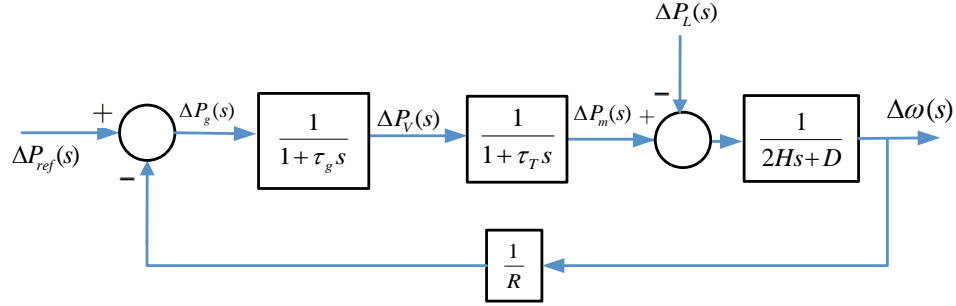 ΔP_L(s)
+
ΔP_ref(s)
−
ΔP_g(s)
1
1+τ_g s
ΔP_V(s)
1
1+τ_T s
ΔP_m(s)
+
−
1
2Hs+D
Δω(s)
1
R